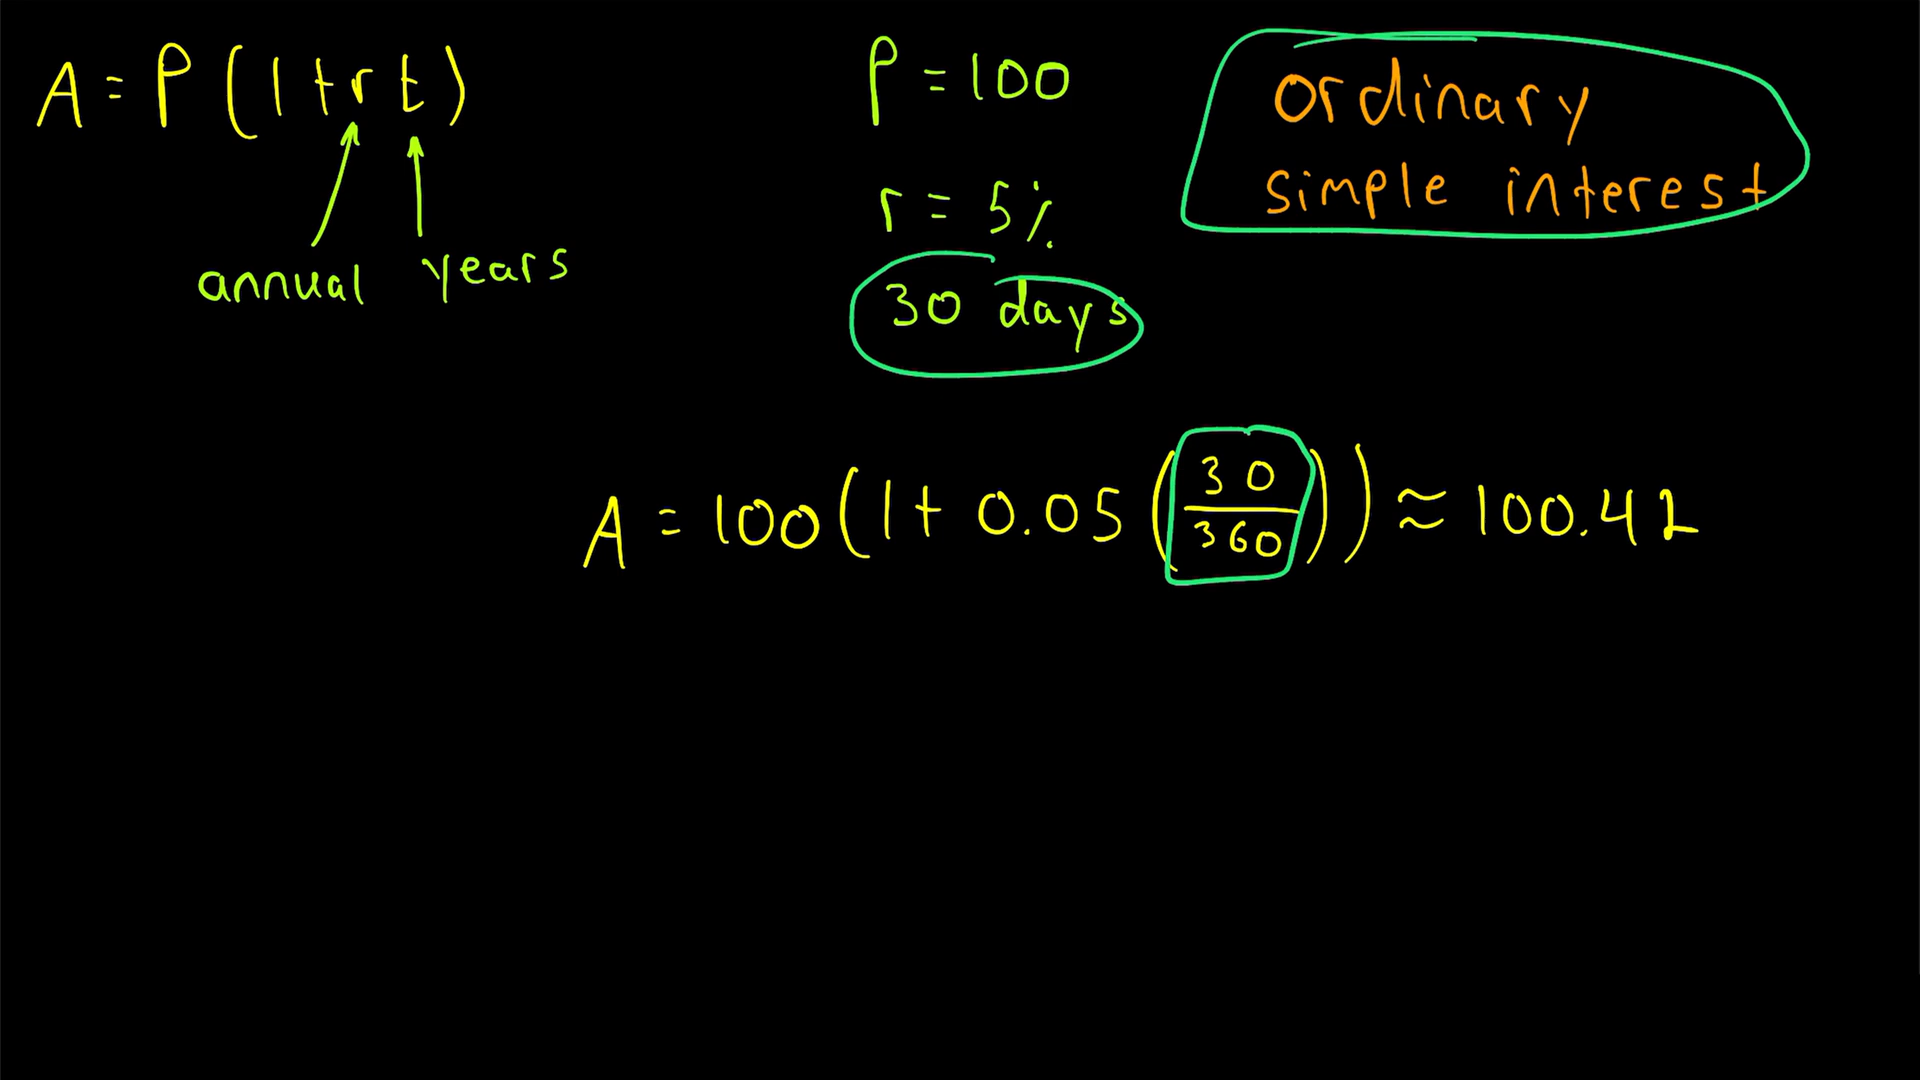 A = P(1+rt)
annual years
P = 100
r = 5%
30 days
ordinary
simple interest
A = 100(1+0.05(30/360)) ≈ 100.42